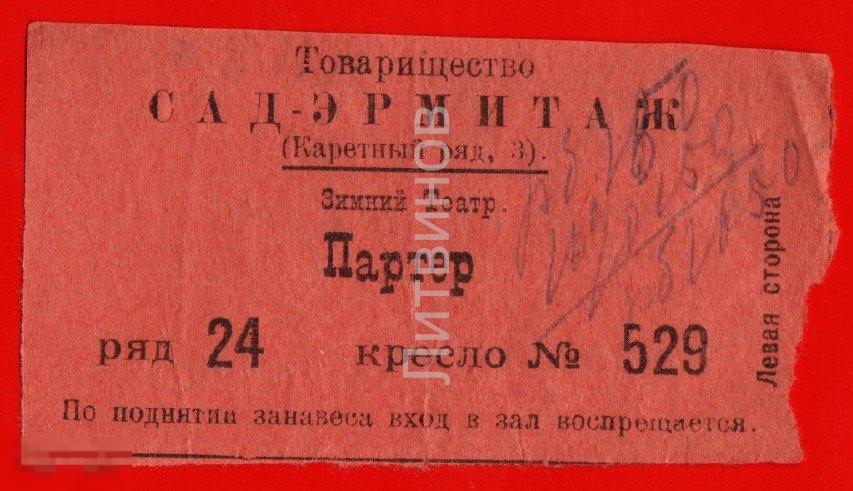 Товарищество
САД-ЭРМИТАЖ
(Каретный ряд, 3).
Зимний Театр.
Партер
ряд 24 кресло № 529
Левая сторона
По поднятии занавеса вход в зал воспрещается.
Литвинов